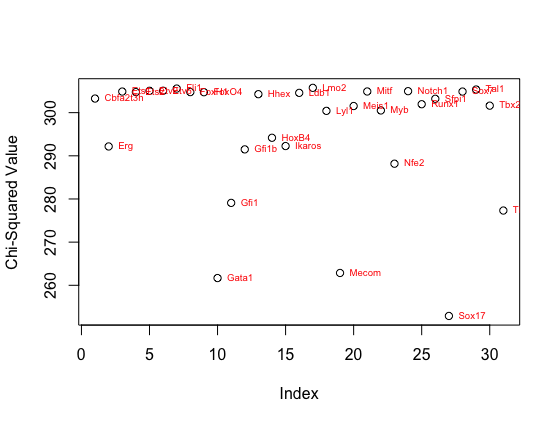 Chi-Squared Value
300
290
280
270
260
Cbfa2t3h
Erg
Fli1
FoxO4
Gata1
Gfi1
Gfi1b
Hhex
HoxB4
Ikaros
Ldb1
Lmo2
Lyl1
Mecom
Meis1
Mitf
Myb
Nfe2
Notch1
Runx1
Sfpi1
Sox17
Tal1
Tbx2
T
0
5
10
15
20
25
30
Index